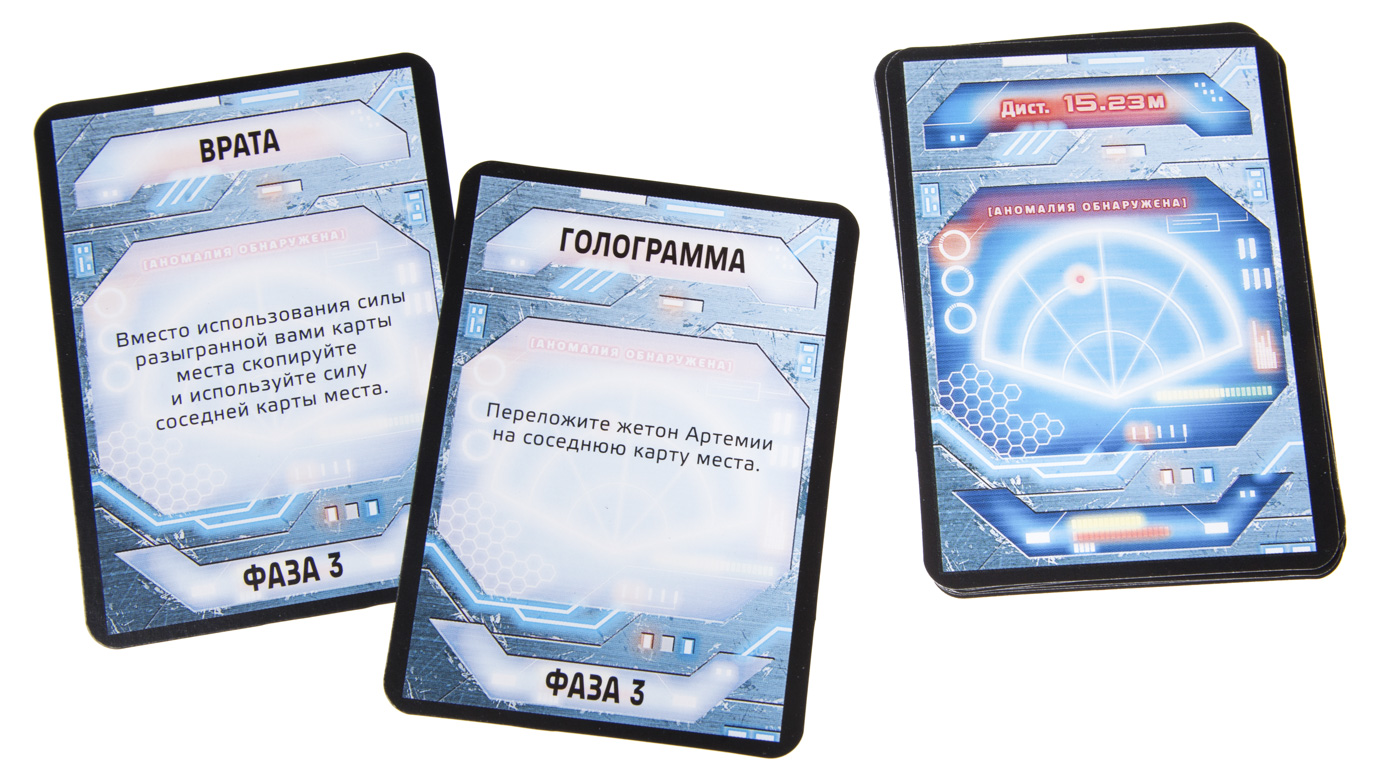 ВРАТА
[АНОМАЛИЯ ОБНАРУЖЕНА]
Вместо использования силы
разыгранной вами карты
места скопируйте
и используйте силу
соседней карты места.
ФАЗА 3
ГОЛОГРАММА
[АНОМАЛИЯ ОБНАРУЖЕНА]
Переложите жетон Артемии
на соседнюю карту места.
ФАЗА 3
Дист. 15.23м
[АНОМАЛИЯ ОБНАРУЖЕНА]